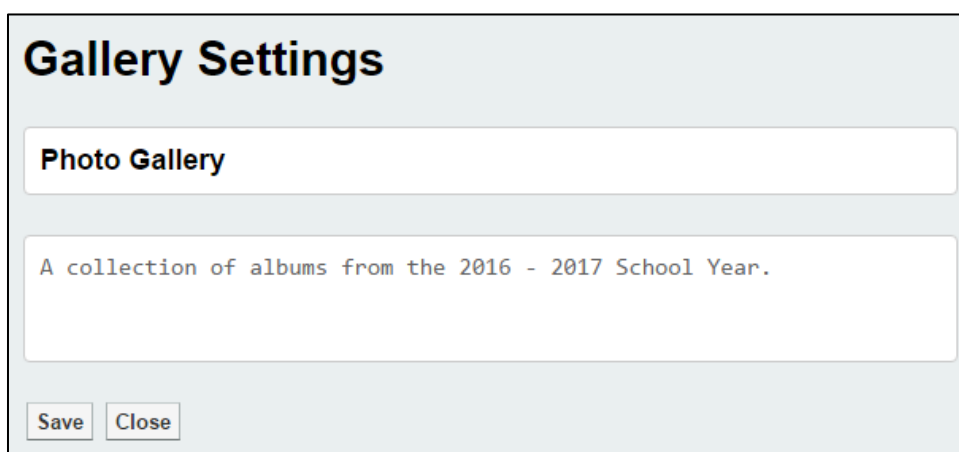 Gallery Settings
Photo Gallery
A collection of albums from the 2016 - 2017 School Year.
Save Close